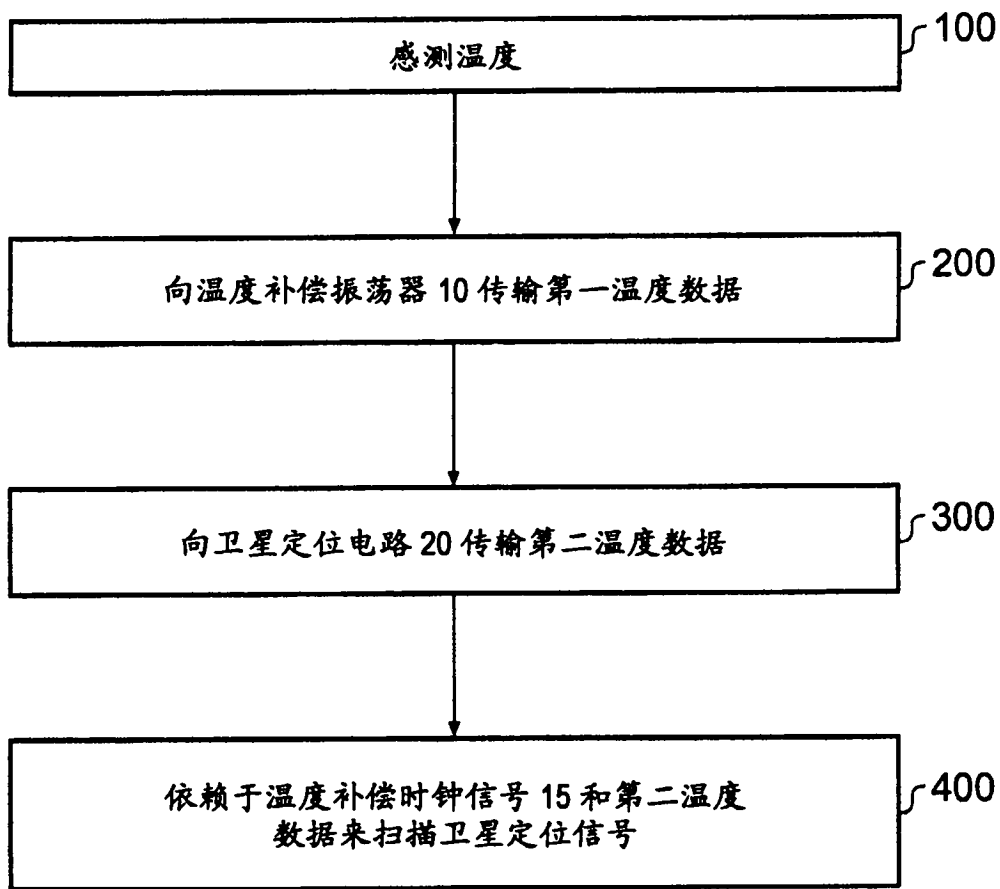 感测温度
100
向温度补偿振荡器 10 传输第一温度数据
200
向卫星定位电路 20 传输第二温度数据
300
依赖于温度补偿时钟信号 15 和第二温度
数据来扫描卫星定位信号
400